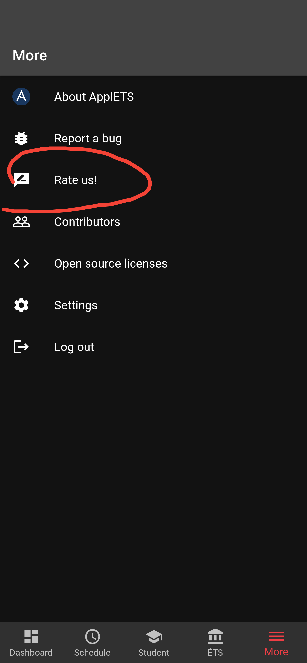 More
About ApplETS
Report a bug
Rate us!
Contributors
Open source licenses
Settings
Log out
Dashboard
Schedule
Student
ÉTS
More